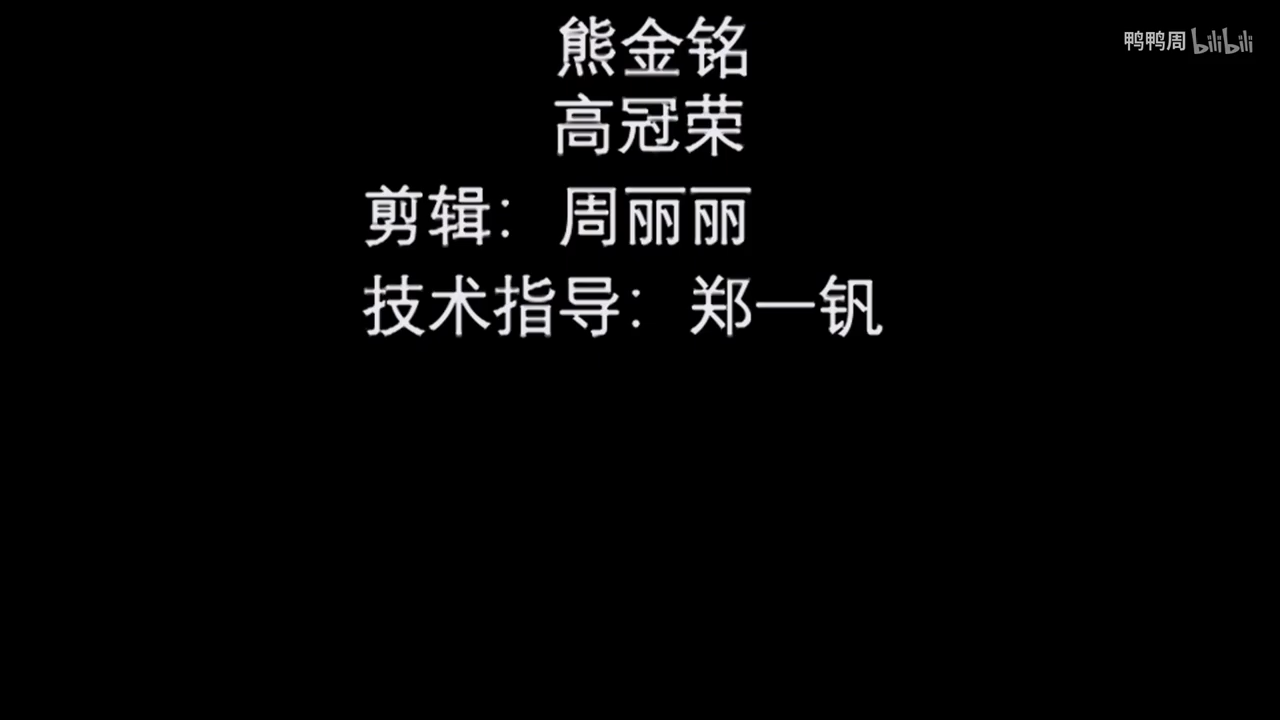 熊金铭
鸭鸭周 bilibili
高冠荣
剪辑：周丽丽
技术指导：郑一钒